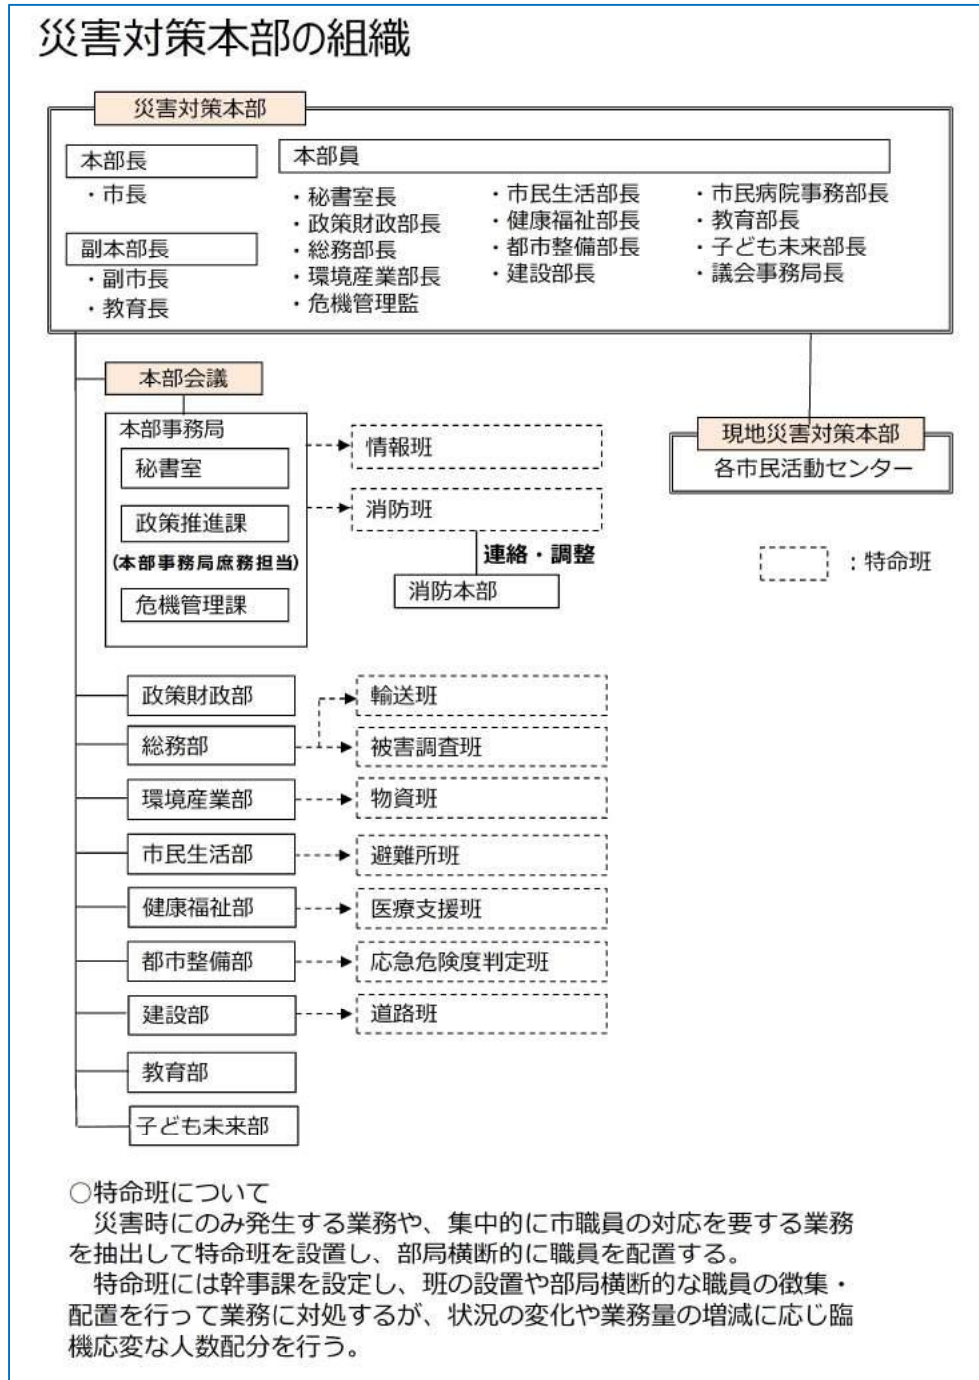 災害対策本部の組織
災害対策本部
本部長
・市長
副本部長
・副市長
・教育長
本部員
・秘書室長
・政策財政部長
・総務部長
・環境産業部長
・危機管理監
・市民生活部長
・健康福祉部長
・都市整備部長
・建設部長
・市民病院事務部長
・教育部長
・子ども未来部長
・議会事務局長
本部会議
本部事務局
秘書室
政策推進課
(本部事務局庶務担当)
危機管理課
情報班
消防班
連絡・調整
消防本部
現地災害対策本部
各市民活動センター
：特命班
政策財政部
輸送班
総務部
被害調査班
環境産業部
物資班
市民生活部
避難所班
健康福祉部
医療支援班
都市整備部
応急危険度判定班
建設部
道路班
教育部
子ども未来部
○特命班について
　災害時にのみ発生する業務や、集中的に市職員の対応を要する業務
を抽出して特命班を設置し、部局横断的に職員を配置する。
　特命班には幹事課を設定し、班の設置や部局横断的な職員の徴集・
配置を行って業務に対処するが、状況の変化や業務量の増減に応じ臨
機応変な人数配分を行う。